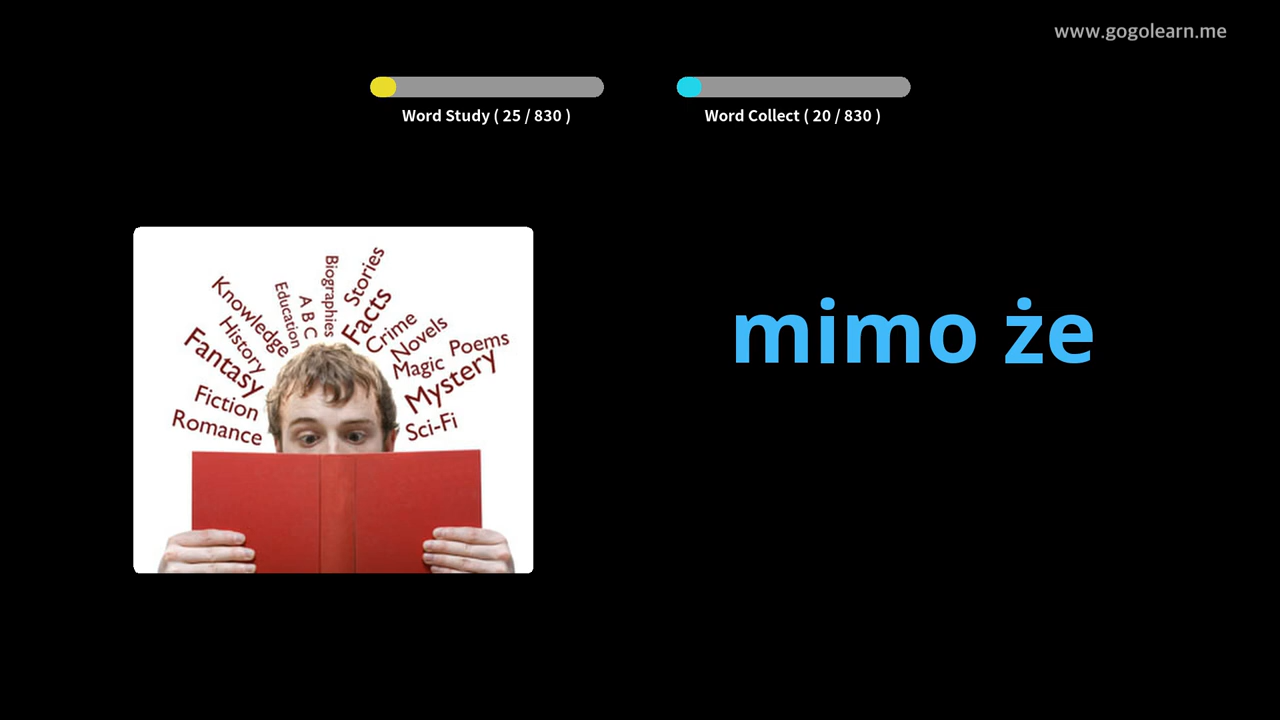 www.gogolearn.me
Word Study ( 25 / 830 )
Word Collect ( 20 / 830 )
mimo że
Knowledge
Education
A B C
Biographies
Stories
Facts
Crime
Novels
Poems
Magic
Mystery
Sci-Fi
History
Fantasy
Fiction
Romance